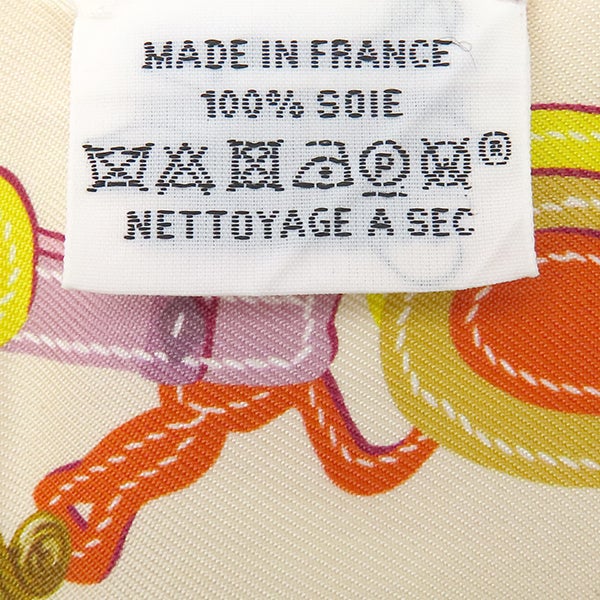 MADE IN FRANCE
100% SOIE
P ®
NETTOYAGE A SEC